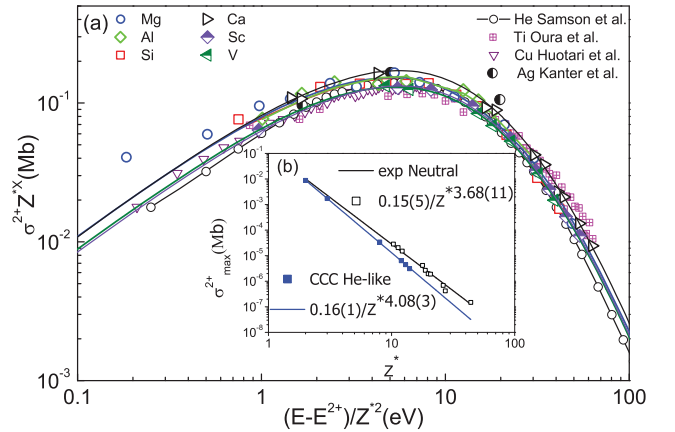 (a)
Mg
Al
Si
Ca
Sc
V
He Samson et al.
Ti Oura et al.
Cu Huotari et al.
Ag Kanter et al.
σ²⁺Z*ˣ(Mb)
10⁻¹
10⁻²
10⁻³
0.1 1 10 100
(E-E²⁺)/Z*²(eV)
(b)
exp Neutral
0.15(5)/Z*3.68(11)
CCC He-like
0.16(1)/Z*4.08(3)
σ²⁺max(Mb)
10⁻¹
10⁻²
10⁻³
10⁻⁴
10⁻⁵
10⁻⁶
10⁻⁷
10⁻⁸
1 10 100
Z*